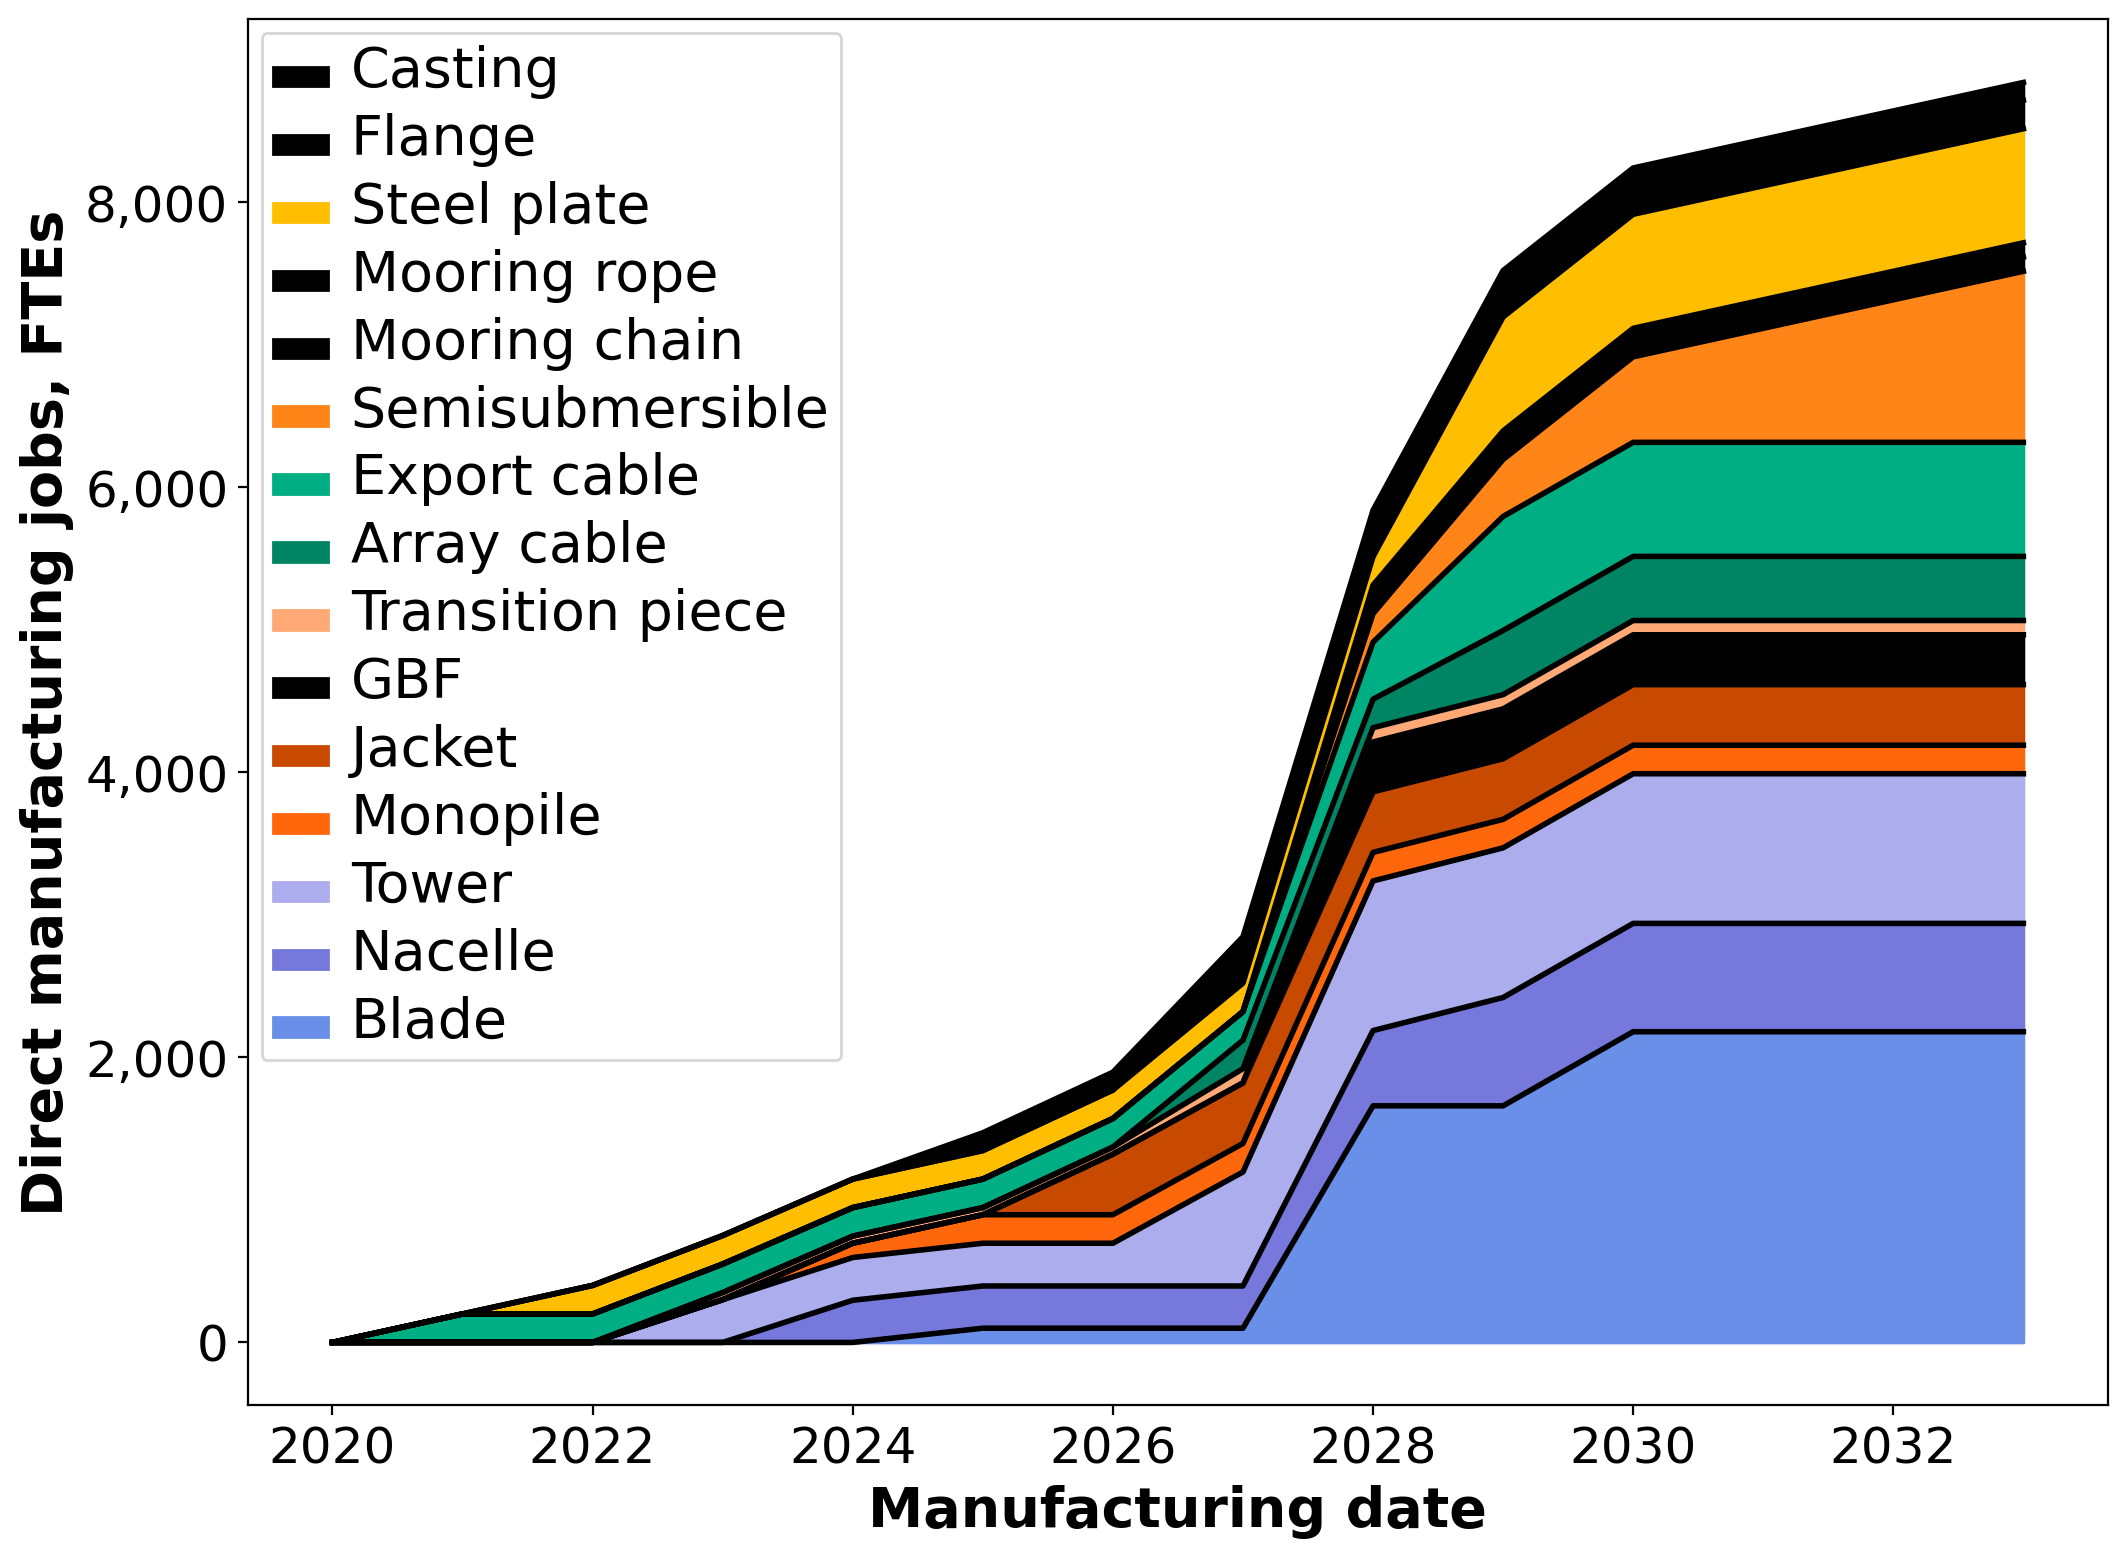 Direct manufacturing jobs, FTEs
8,000
6,000
4,000
2,000
0
Casting
Flange
Steel plate
Mooring rope
Mooring chain
Semisubmersible
Export cable
Array cable
Transition piece
GBF
Jacket
Monopile
Tower
Nacelle
Blade
2020 2022 2024 2026 2028 2030 2032
Manufacturing date